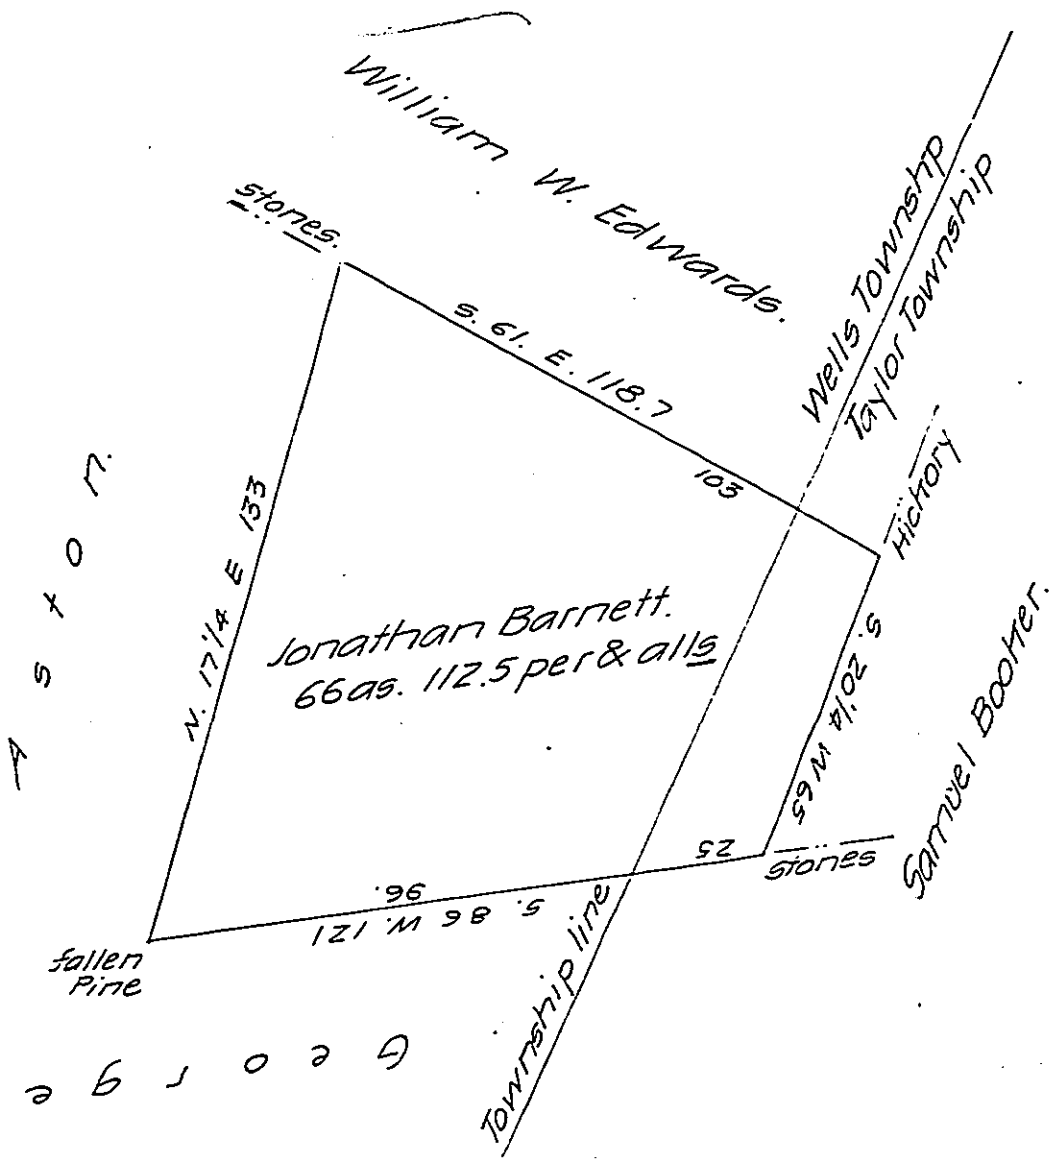 William W. Edwards.
Wells Township
Taylor Township
stones.
S. 61. E. 118.7
103
Hickory
N. 17 1/4 E 133
Jonathan Barnett.
66as. 112.5 per & alls
S. 20 1/4 W 65
Samuel Booher.
25
stones
96.
S. 86 W. 121
fallen
Pine
Township line
George
Aston.